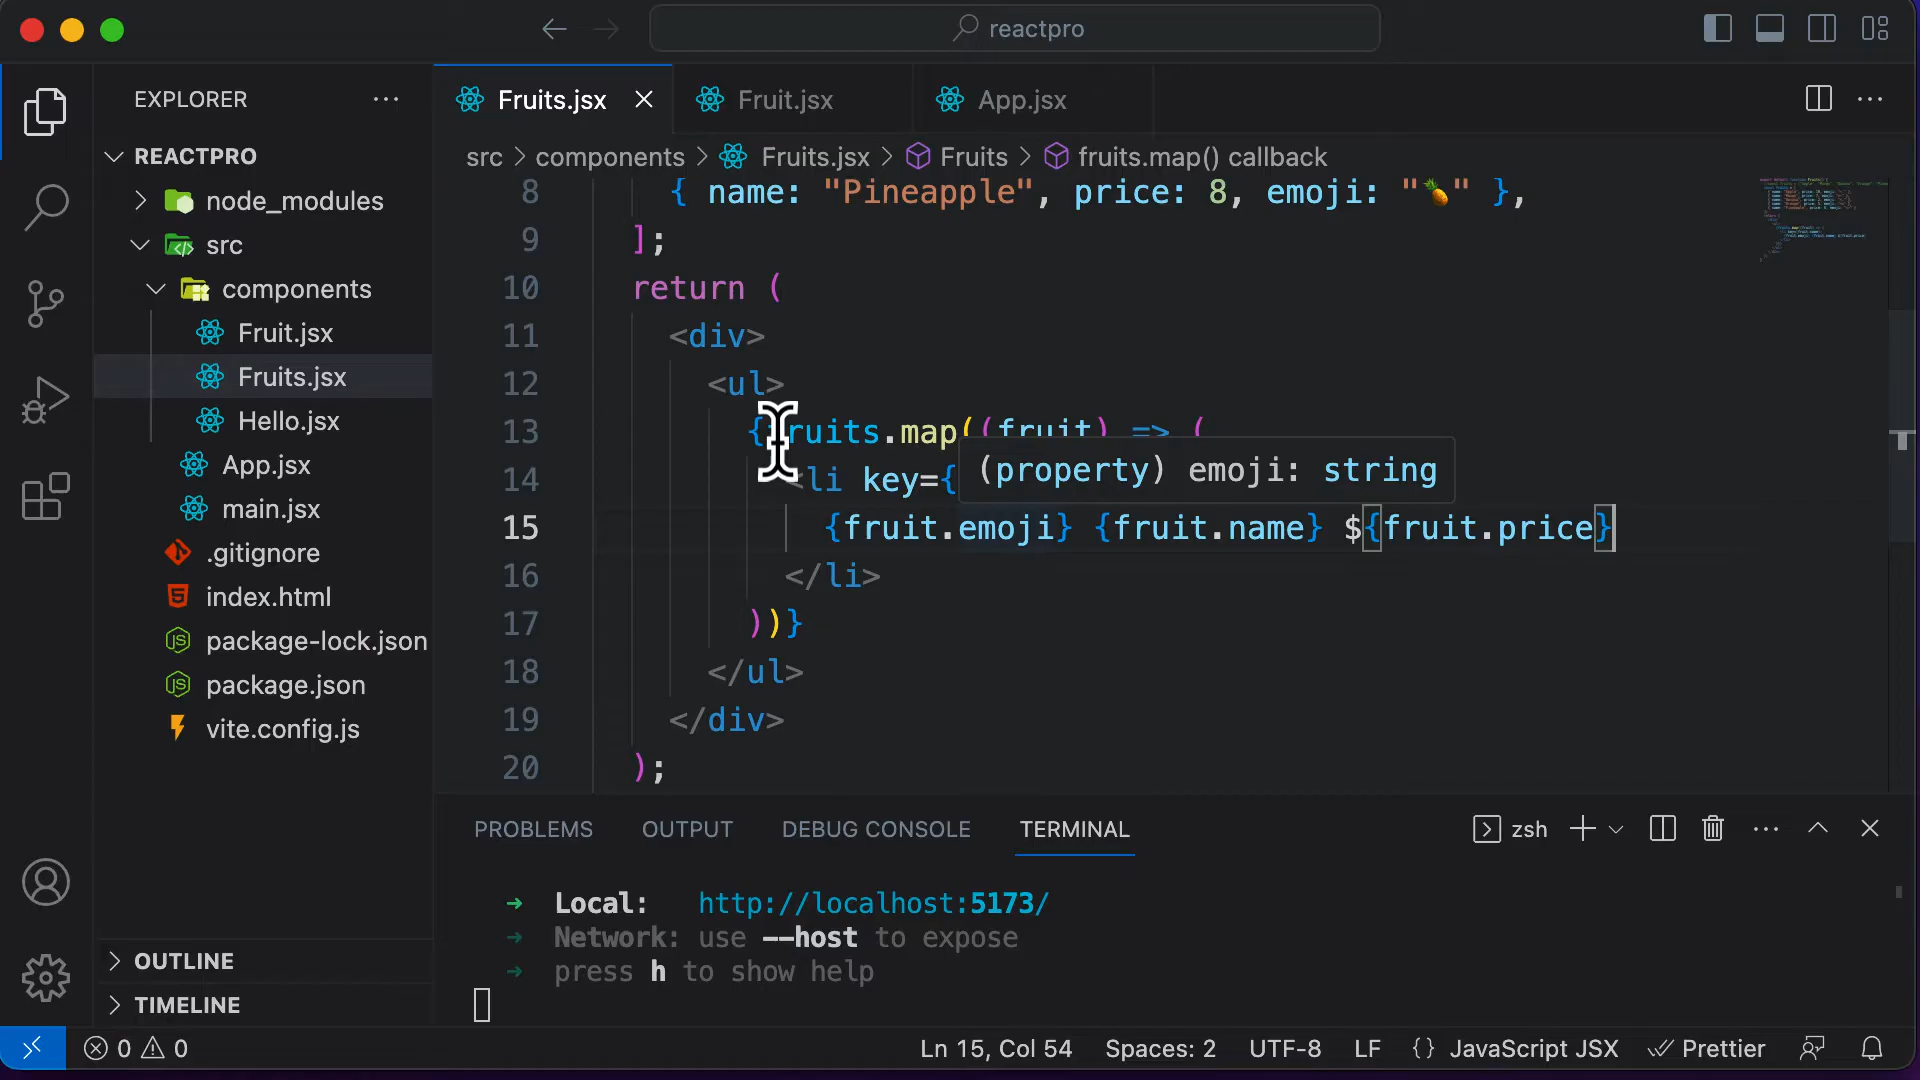 reactpro
EXPLORER
REACTPRO
node_modules
src
components
Fruit.jsx
Fruits.jsx
Hello.jsx
App.jsx
main.jsx
.gitignore
index.html
package-lock.json
package.json
vite.config.js
OUTLINE
TIMELINE
Fruits.jsx
Fruit.jsx
App.jsx
src > components > Fruits.jsx > Fruits > fruits.map() callback
8 { name: "Pineapple", price: 8, emoji: "🍍" },
9 ];
10 return (
11 <div>
12 <ul>
13 {fruits.map((fruit) => (
14 <li key={
(property) emoji: string
15 {fruit.emoji} {fruit.name} ${fruit.price}
16 </li>
17 ))}
18 </ul>
19 </div>
20 );
PROBLEMS OUTPUT DEBUG CONSOLE TERMINAL zsh
➜ Local: http://localhost:5173/
➜ Network: use --host to expose
➜ press h to show help
0 0 Ln 15, Col 54 Spaces: 2 UTF-8 LF {} JavaScript JSX Prettier